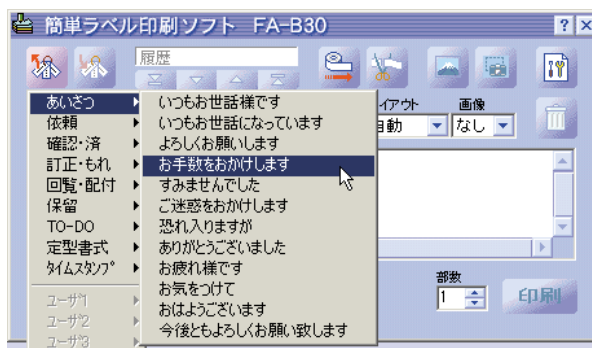 簡単ラベル印刷ソフト FA-B30
履歴
イアウト 画像
自動 なし
あいさつ
依頼
確認・済
訂正・もれ
回覧・配付
保留
TO-DO
定型書式
ﾀｲﾑｽﾀﾝﾌﾟ
ユーザ1
ユーザ2
ユーザ3
いつもお世話様です
いつもお世話になっています
よろしくお願いします
お手数をおかけします
すみませんでした
ご迷惑をおかけします
恐れ入りますが
ありがとうございました
お疲れ様です
お気をつけて
おはようございます
今後ともよろしくお願い致します
部数
1
印刷